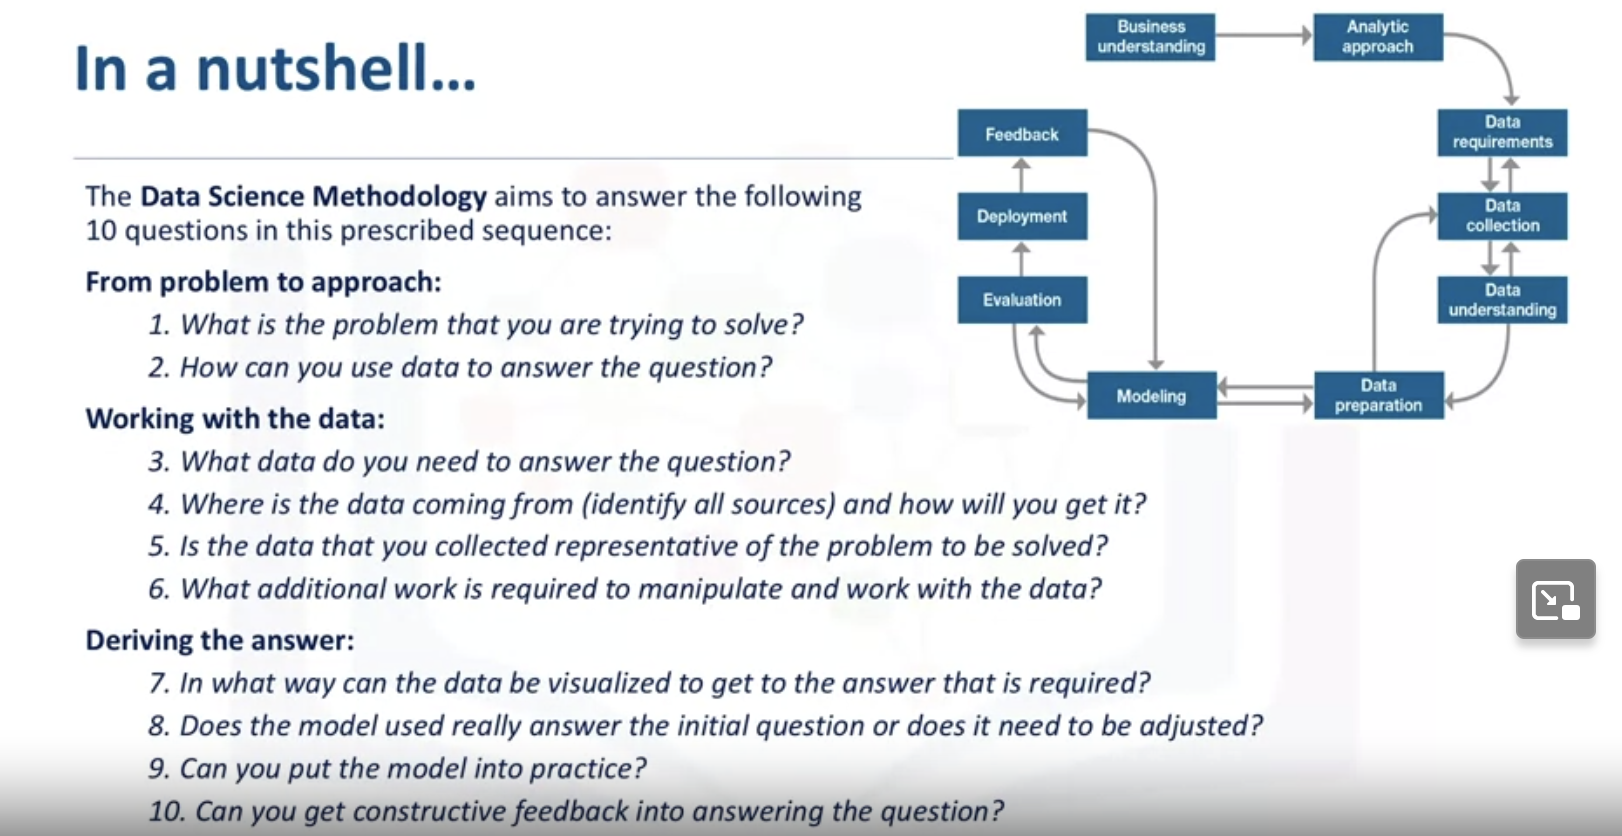 In a nutshell...
The Data Science Methodology aims to answer the following
10 questions in this prescribed sequence:
From problem to approach:
1. What is the problem that you are trying to solve?
2. How can you use data to answer the question?
Working with the data:
3. What data do you need to answer the question?
4. Where is the data coming from (identify all sources) and how will you get it?
5. Is the data that you collected representative of the problem to be solved?
6. What additional work is required to manipulate and work with the data?
Deriving the answer:
7. In what way can the data be visualized to get to the answer that is required?
8. Does the model used really answer the initial question or does it need to be adjusted?
9. Can you put the model into practice?
10. Can you get constructive feedback into answering the question?
Business
understanding
Analytic
approach
Data
requirements
Data
collection
Data
understanding
Data
preparation
Modeling
Evaluation
Deployment
Feedback